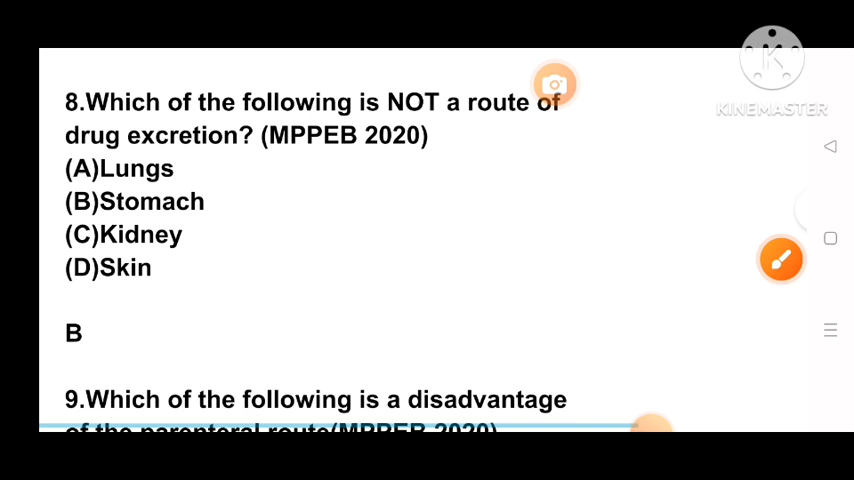 KINEMASTER
8.Which of the following is NOT a route of
drug excretion? (MPPEB 2020)
(A)Lungs
(B)Stomach
(C)Kidney
(D)Skin
B
9.Which of the following is a disadvantage
of the parenteral route(MPPEB 2020)